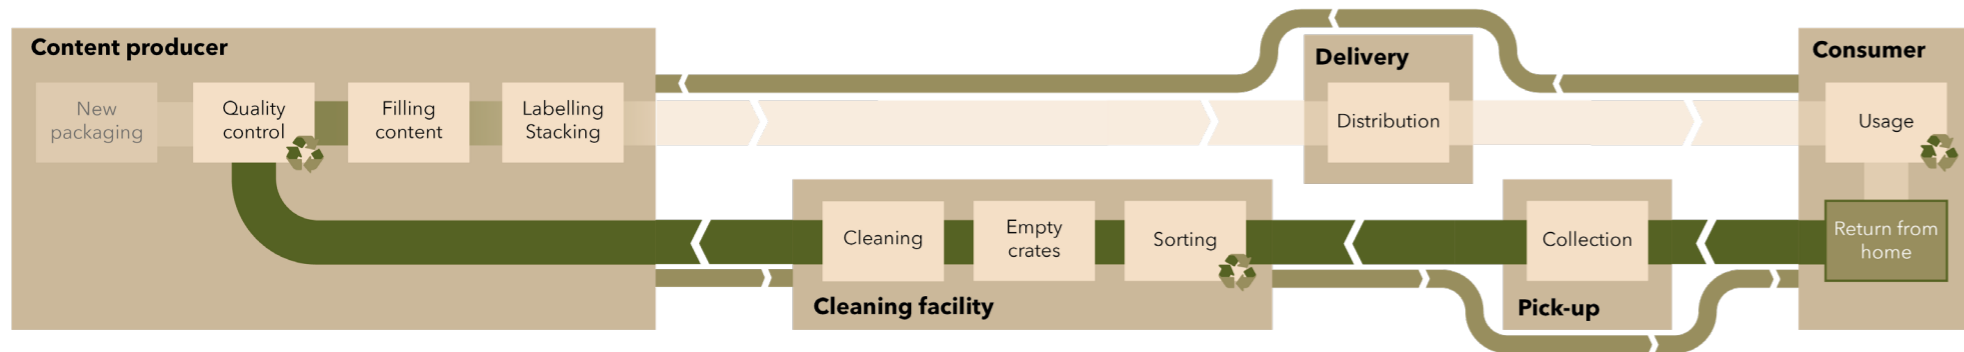 Content producer
New
packaging
Quality
control
Filling
content
Labelling
Stacking
Delivery
Distribution
Consumer
Usage
Return from
home
Cleaning
Empty
crates
Sorting
Cleaning facility
Collection
Pick-up